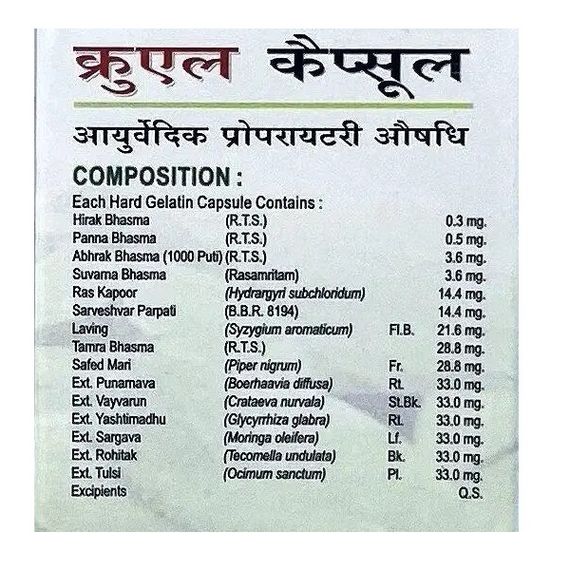 क्रुएल कैप्सूल
आयुर्वेदिक प्रोपरायटरी औषधि
COMPOSITION :
Each Hard Gelatin Capsule Contains :
Hirak Bhasma (R.T.S.) 0.3 mg.
Panna Bhasma (R.T.S.) 0.5 mg.
Abhrak Bhasma (1000 Puti) (R.T.S.) 3.6 mg.
Suvarna Bhasma (Rasamritam) 3.6 mg.
Ras Kapoor (Hydrargyri subchloridum) 14.4 mg.
Sarveshvar Parpati (B.B.R. 8194) 14.4 mg.
Laving (Syzygium aromaticum) Fl.B. 21.6 mg.
Tamra Bhasma (R.T.S.) 28.8 mg.
Safed Mari (Piper nigrum) Fr. 28.8 mg.
Ext. Punarnava (Boerhaavia diffusa) Rt. 33.0 mg.
Ext. Vayvarun (Crataeva nurvala) St.Bk. 33.0 mg.
Ext. Yashtimadhu (Glycyrrhiza glabra) Rt. 33.0 mg.
Ext. Sargava (Moringa oleifera) Lf. 33.0 mg.
Ext. Rohitak (Tecomella undulata) Bk. 33.0 mg.
Ext. Tulsi (Ocimum sanctum) Pl. 33.0 mg.
Excipients Q.S.